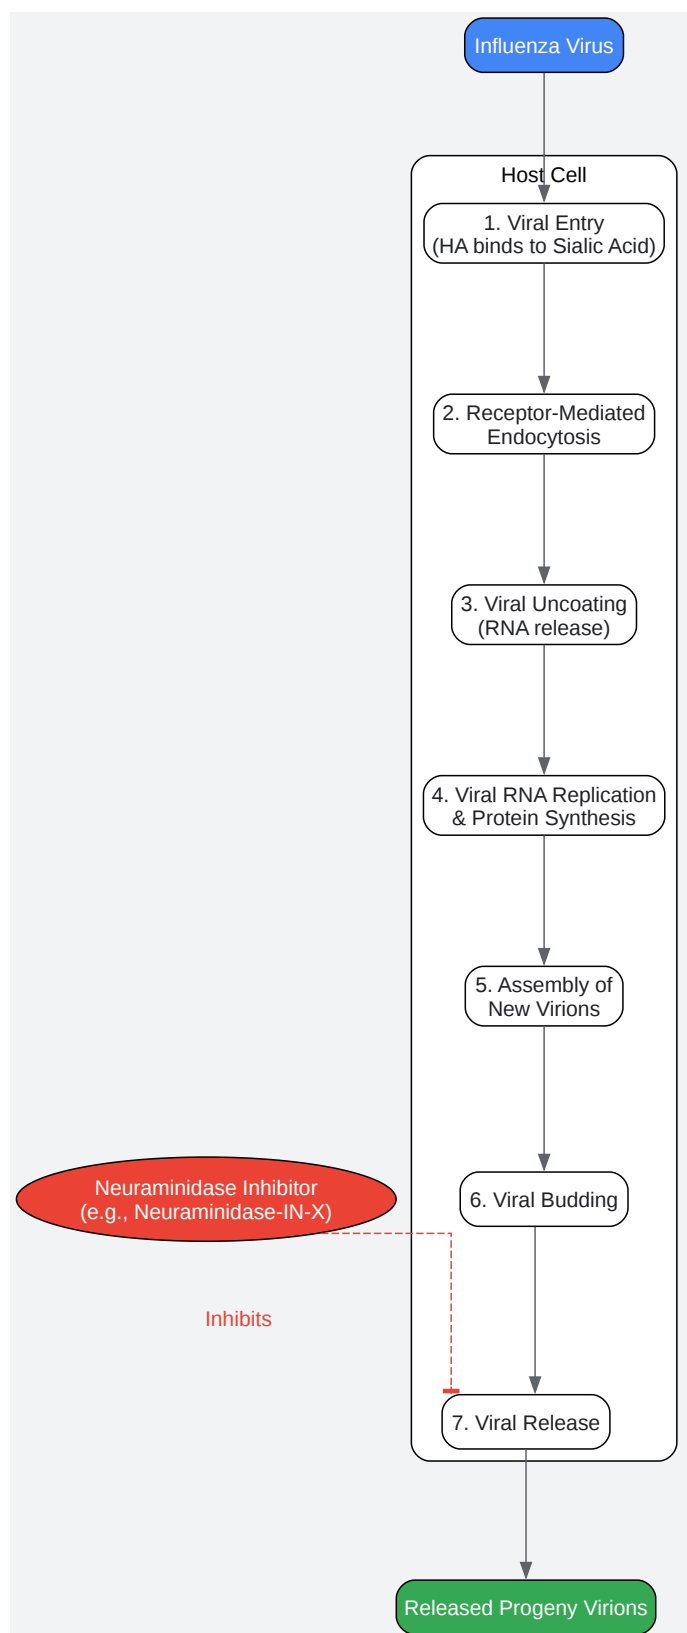 Influenza Virus
Host Cell
1. Viral Entry
(HA binds to Sialic Acid)
2. Receptor-Mediated
Endocytosis
3. Viral Uncoating
(RNA release)
4. Viral RNA Replication
& Protein Synthesis
5. Assembly of
New Virions
Neuraminidase Inhibitor
(e.g., Neuraminidase-IN-X)
6. Viral Budding
Inhibits
7. Viral Release
Released Progeny Virions